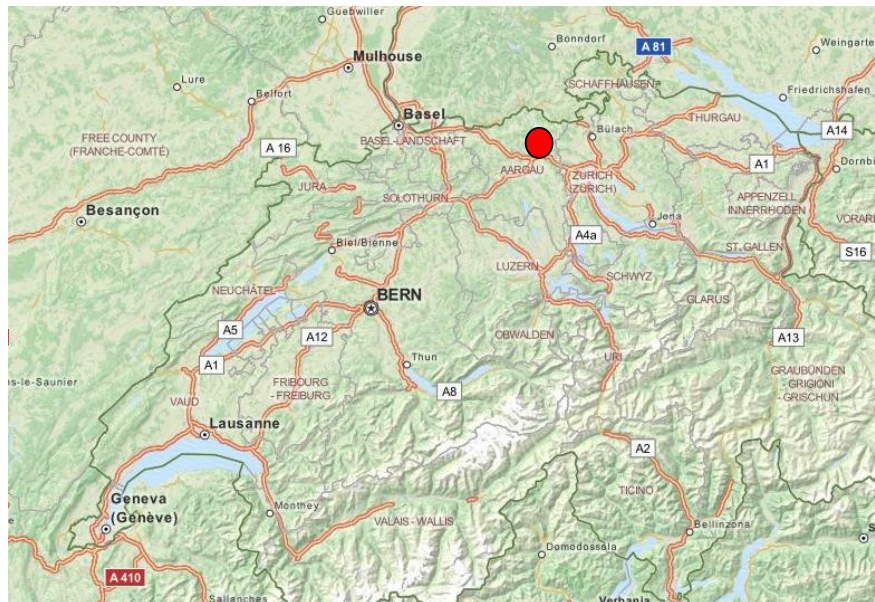 Guebwiller
Bonndorf
A 81
Weingarte
Mulhouse
Lure
SCHAFFHAUSEN
Friedrichshafen
Belfort
THURGAU
Basel
BASEL-LANDSCHAFT
Bülach
A14
FREE COUNTY
(FRANCHE-COMTÉ)
A 16
A1
Dornbi
AARGAU
ZURICH
(ZÜRICH)
JURA
SOLOTHURN
APPENZELL
INNERRHODEN
Besançon
Jona
VORAR
A4a
Biel/Bienne
ST. GALLEN
S16
LUZERN
SCHWYZ
NEUCHÂTEL
BERN
GLARUS
A5
A12
OBWALDEN
A13
A1
Thun
URI
GRAUBÜNDEN
- GRIGIONI
- GRISCHUN
s-le-Saunier
FRIBOURG
- FREIBURG
A8
VAUD
Lausanne
A2
TICINO
Geneva
(Genève)
Monthey
VALAIS - WALLIS
Bellinzona
S
Domodossola
A 410
Sallanches
Verbania